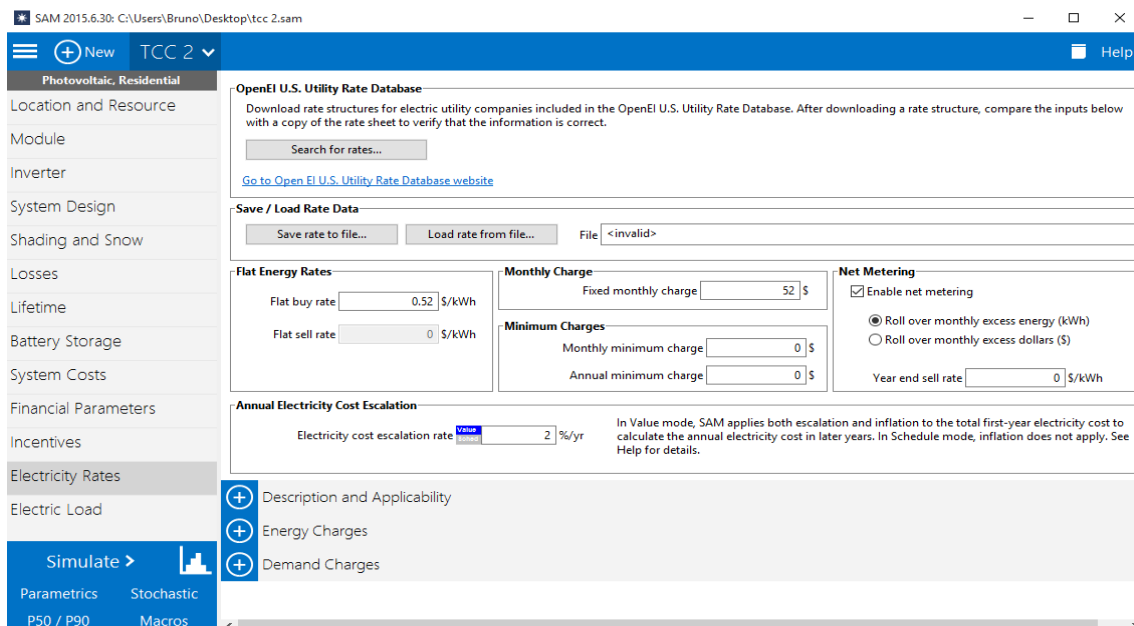 SAM 2015.6.30: C:\Users\Bruno\Desktop\tcc 2.sam
New
TCC 2
Help
Photovoltaic, Residential
Location and Resource
Module
Inverter
System Design
Shading and Snow
Losses
Lifetime
Battery Storage
System Costs
Financial Parameters
Incentives
Electricity Rates
Electric Load
Simulate >
Parametrics Stochastic
P50 / P90 Macros
OpenEI U.S. Utility Rate Database
Download rate structures for electric utility companies included in the OpenEI U.S. Utility Rate Database. After downloading a rate structure, compare the inputs below
with a copy of the rate sheet to verify that the information is correct.
Search for rates...
Go to Open EI U.S. Utility Rate Database website
Save / Load Rate Data
Save rate to file... Load rate from file... File <invalid>
Flat Energy Rates
Flat buy rate 0.52 $/kWh
Flat sell rate 0 $/kWh
Monthly Charge
Fixed monthly charge 52 $
Minimum Charges
Monthly minimum charge 0 $
Annual minimum charge 0 $
Net Metering
Enable net metering
Roll over monthly excess energy (kWh)
Roll over monthly excess dollars ($)
Year end sell rate 0 $/kWh
Annual Electricity Cost Escalation
Electricity cost escalation rate Value 2 %/yr
Sched
In Value mode, SAM applies both escalation and inflation to the total first-year electricity cost to
calculate the annual electricity cost in later years. In Schedule mode, inflation does not apply. See
Help for details.
Description and Applicability
Energy Charges
Demand Charges